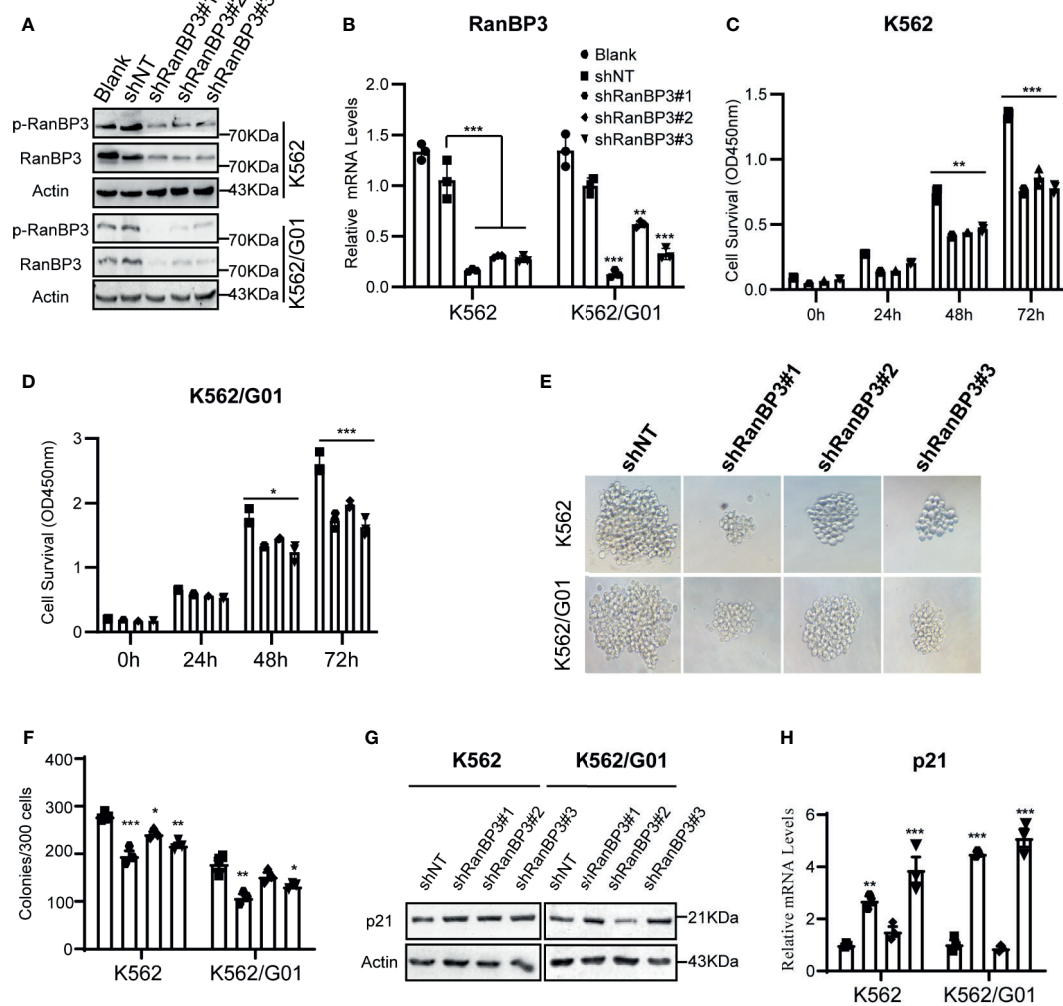 A
Blank
shNT
shRanBP3#1
shRanBP3#2
shRanBP3#3
p-RanBP3
RanBP3
Actin
p-RanBP3
RanBP3
Actin
70KDa
70KDa
43KDa
70KDa
70KDa
43KDa
K562
K562/G01
B
RanBP3
Blank
shNT
shRanBP3#1
shRanBP3#2
shRanBP3#3
Relative mRNA Levels
2.0
1.5
1.0
0.5
0.0
***
***
**
***
K562
K562/G01
C
K562
Cell Survival (OD450nm)
1.5
1.0
0.5
0.0
**
***
0h 24h 48h 72h
D
K562/G01
Cell Survival (OD450nm)
3
2
1
0
*
***
0h 24h 48h 72h
E
shNT
shRanBP3#1
shRanBP3#2
shRanBP3#3
K562
K562/G01
F
Colonies/300 cells
400
300
200
100
0
*** * **
** *
K562
K562/G01
G
K562 K562/G01
shNT
shRanBP3#1
shRanBP3#2
shRanBP3#3
shNT
shRanBP3#1
shRanBP3#2
shRanBP3#3
p21
21KDa
Actin
43KDa
H
p21
Relative mRNA Levels
6
4
2
0
** ***
*** ***
K562
K562/G01